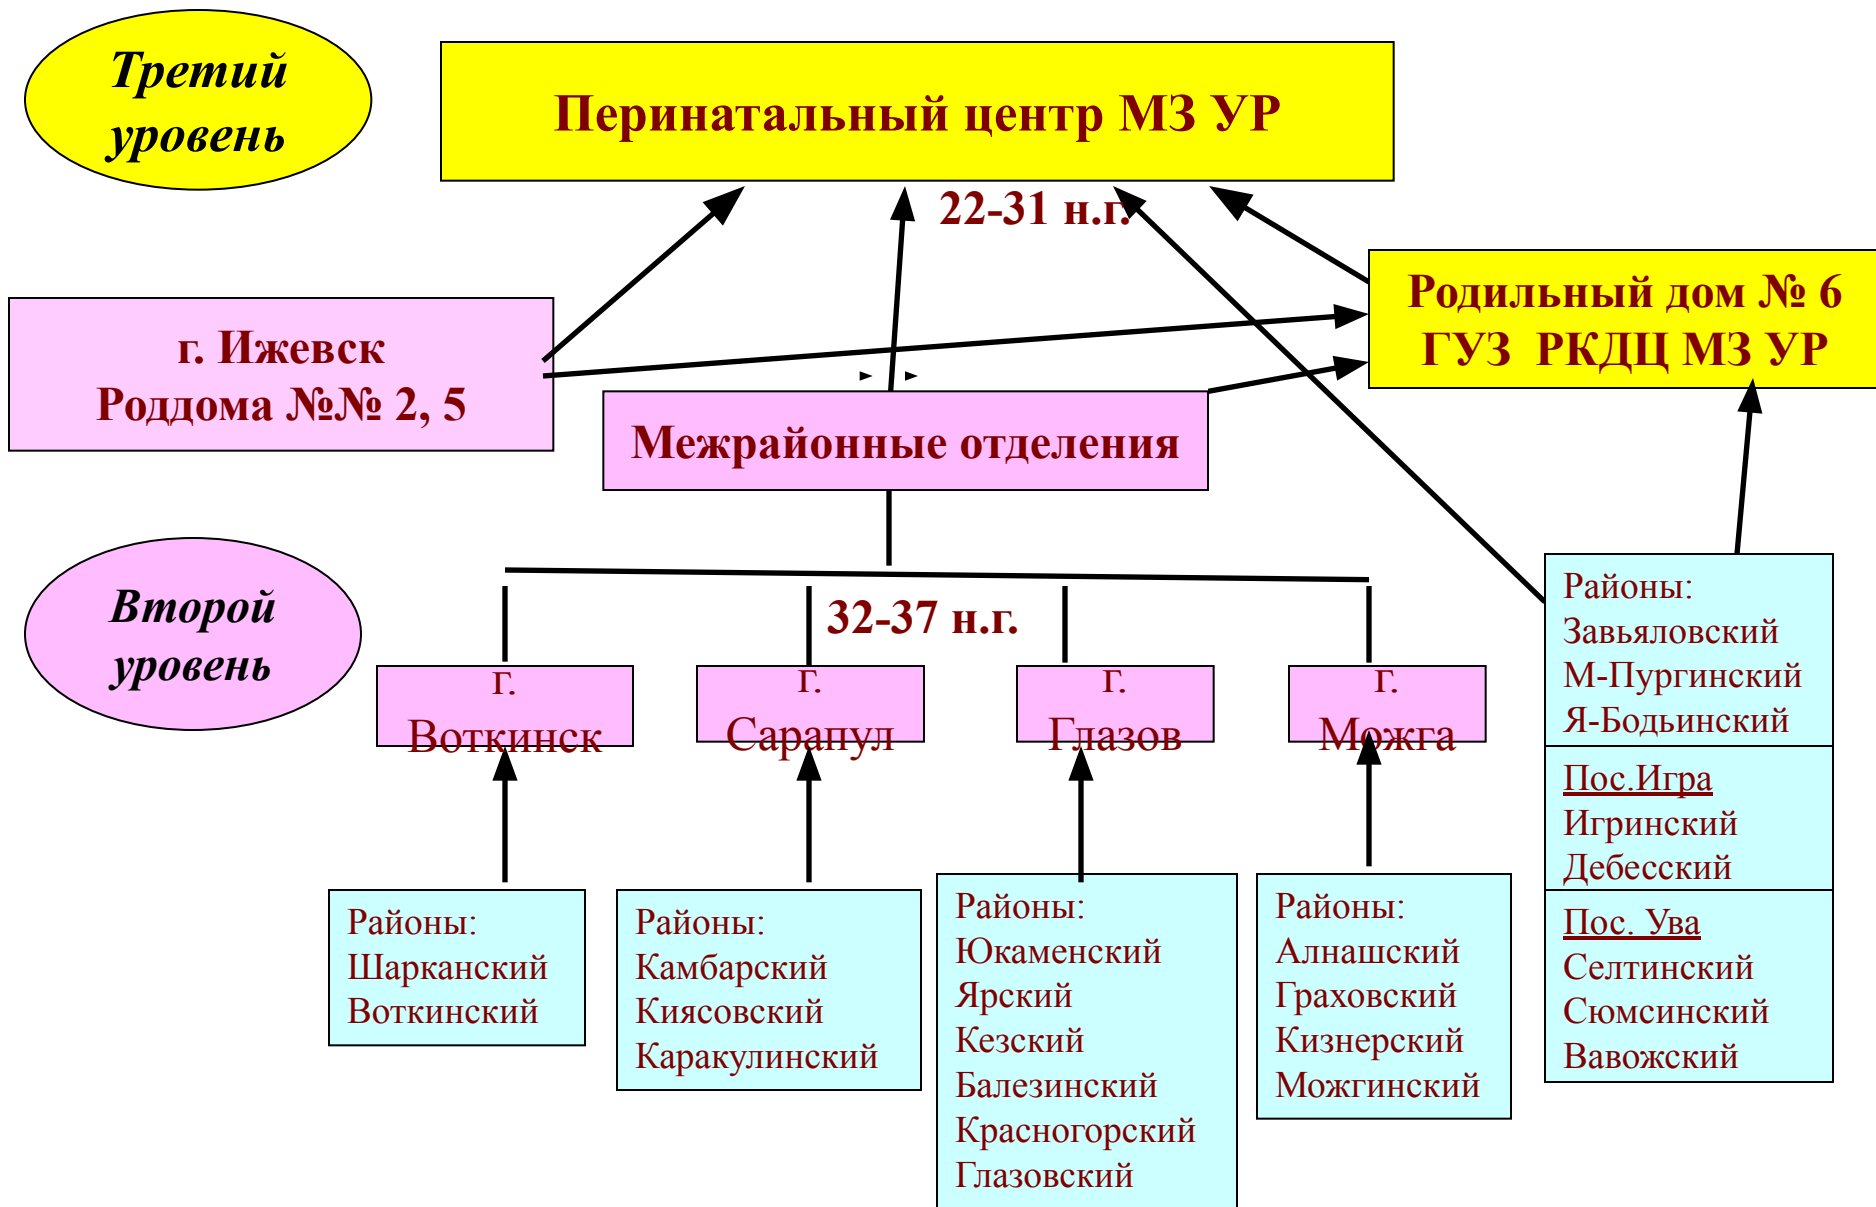 Третий
уровень
Перинатальный центр МЗ УР
22-31 н.г.
Родильный дом № 6
ГУЗ РКДЦ МЗ УР
г. Ижевск
Роддома №№ 2, 5
Межрайонные отделения
Второй
уровень
32-37 н.г.
г.
Воткинск
г.
Сарапул
г.
Глазов
г.
Можга
Районы:
Завьяловский
М-Пургинский
Я-Бодьинский
Пос.Игра
Игринский
Дебесский
Пос. Ува
Селтинский
Сюмсинский
Вавожский
Районы:
Шарканский
Воткинский
Районы:
Камбарский
Киясовский
Каракулинский
Районы:
Юкаменский
Ярский
Кезский
Балезинский
Красногорский
Глазовский
Районы:
Алнашский
Граховский
Кизнерский
Можгинский